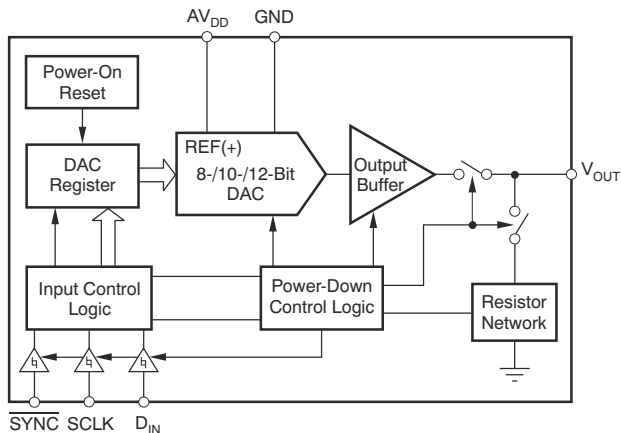 AV_DD GND
Power-On
Reset
DAC
Register
REF(+)
8-/10-/12-Bit
DAC
Output
Buffer
V_OUT
Input Control
Logic
Power-Down
Control Logic
Resistor
Network
S̅Y̅N̅C̅ SCLK D_IN